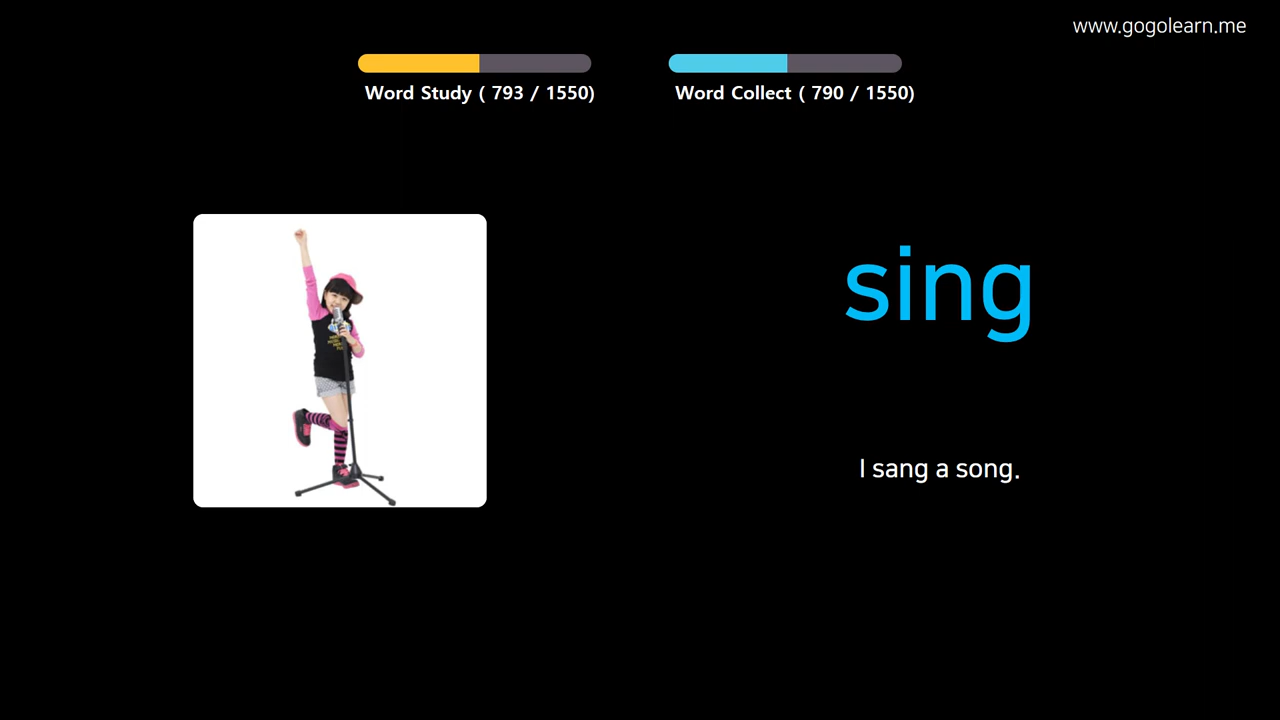 www.gogolearn.me
Word Study ( 793 / 1550)
Word Collect ( 790 / 1550)
sing
I sang a song.